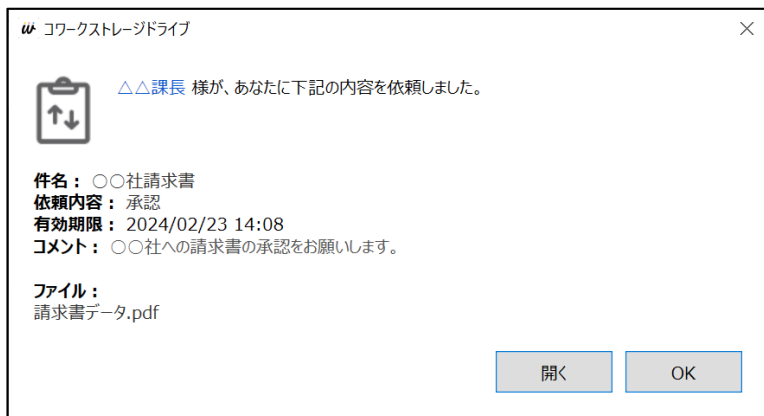 コワークストレージドライブ
△△課長 様が、あなたに下記の内容を依頼しました。
件名： ○○社請求書
依頼内容： 承認
有効期限： 2024/02/23 14:08
コメント： ○○社への請求書の承認をお願いします。
ファイル：
請求書データ.pdf
開く
OK